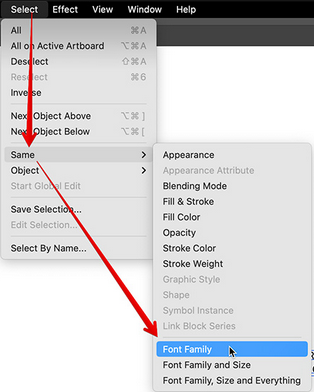 Select Effect View Window Help
All ⌘A
All on Active Artboard ⌥⌘A
Deselect ⇧⌘A
Reselect ⌘6
Inverse
Next Object Above ⌥⌘]
Next Object Below ⌥⌘[
Same
Object
Start Global Edit
Save Selection...
Edit Selection...
Select By Name...
Appearance
Appearance Attribute
Blending Mode
Fill & Stroke
Fill Color
Opacity
Stroke Color
Stroke Weight
Graphic Style
Shape
Symbol Instance
Link Block Series
Font Family
Font Family and Size
Font Family, Size and Everything